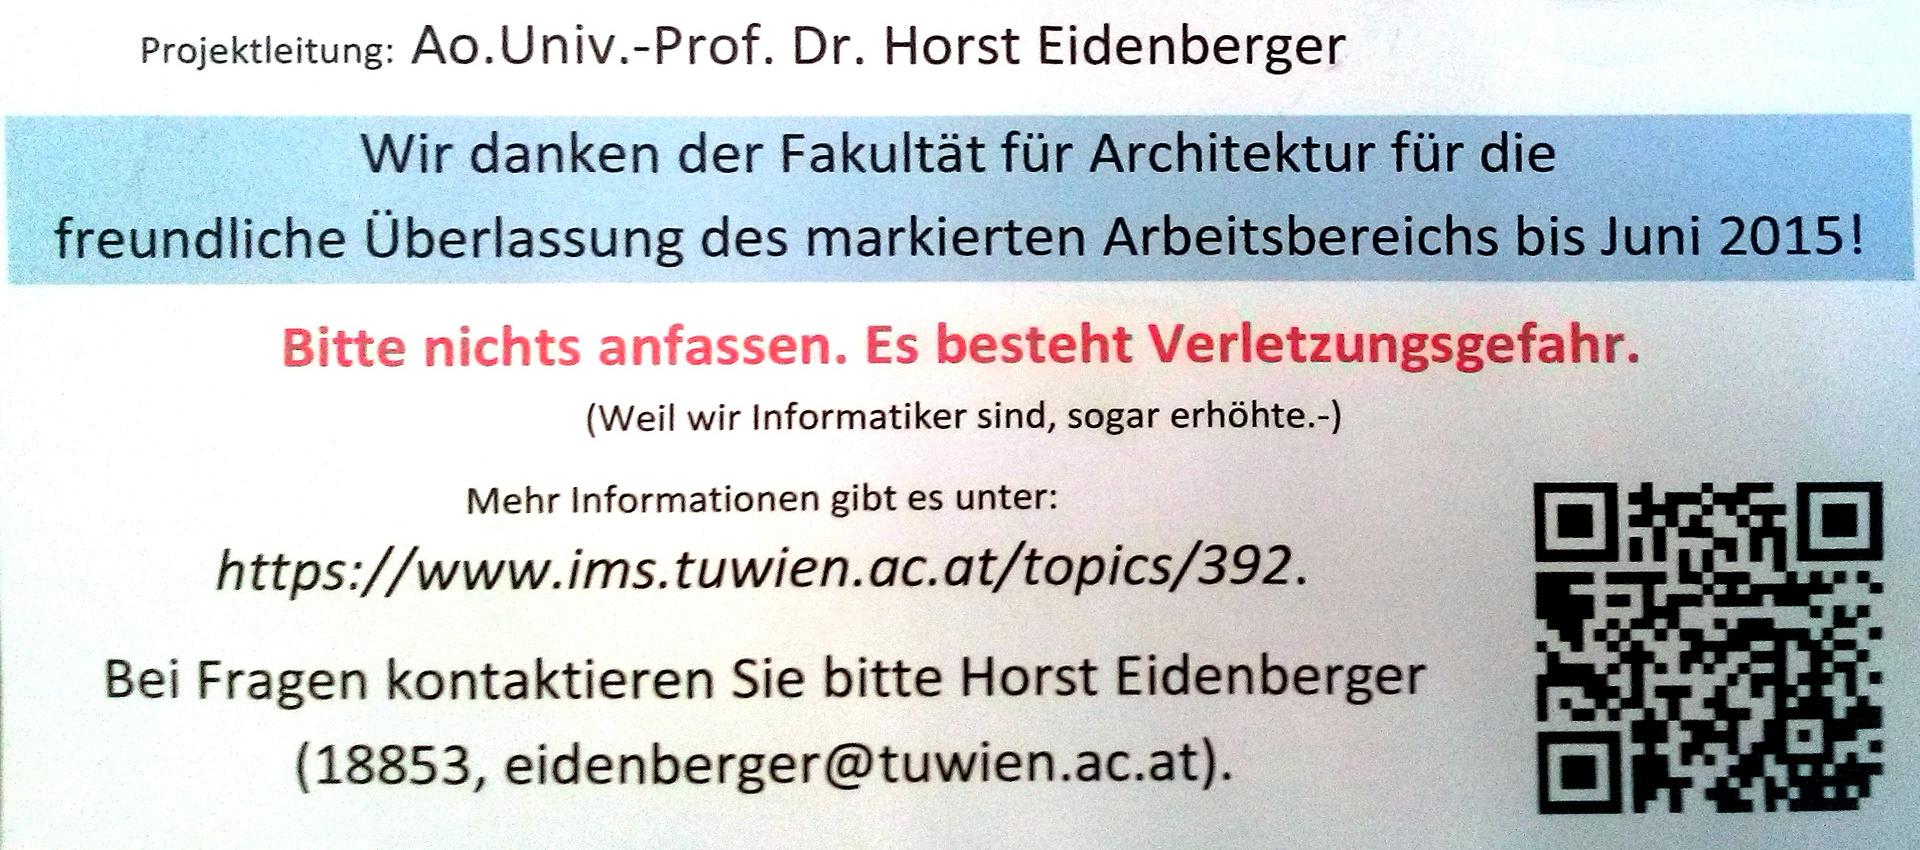 Projektleitung: Ao.Univ.-Prof. Dr. Horst Eidenberger
Wir danken der Fakultät für Architektur für die
freundliche Überlassung des markierten Arbeitsbereichs bis Juni 2015!
Bitte nichts anfassen. Es besteht Verletzungsgefahr.
(Weil wir Informatiker sind, sogar erhöhte.-)
Mehr Informationen gibt es unter:
https://www.ims.tuwien.ac.at/topics/392.
Bei Fragen kontaktieren Sie bitte Horst Eidenberger
(18853, eidenberger@tuwien.ac.at).